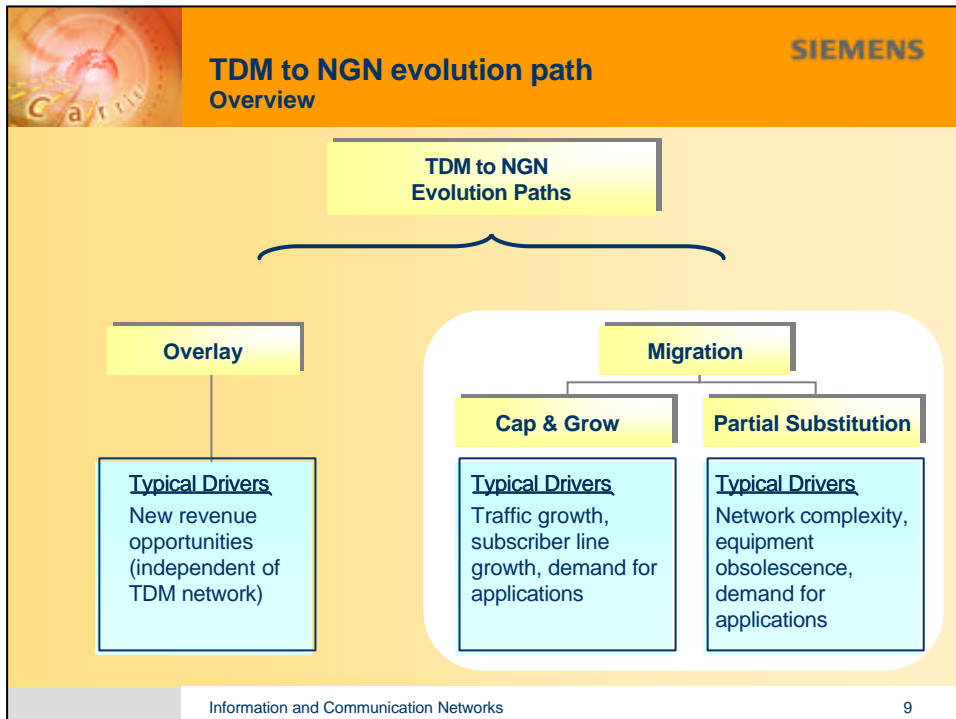 Carri
TDM to NGN evolution path
Overview
SIEMENS
TDM to NGN
Evolution Paths
Overlay
Migration
Cap & Grow
Partial Substitution
Typical Drivers
New revenue
opportunities
(independent of
TDM network)
Typical Drivers
Traffic growth,
subscriber line
growth, demand for
applications
Typical Drivers
Network complexity,
equipment
obsolescence,
demand for
applications
Information and Communication Networks
9